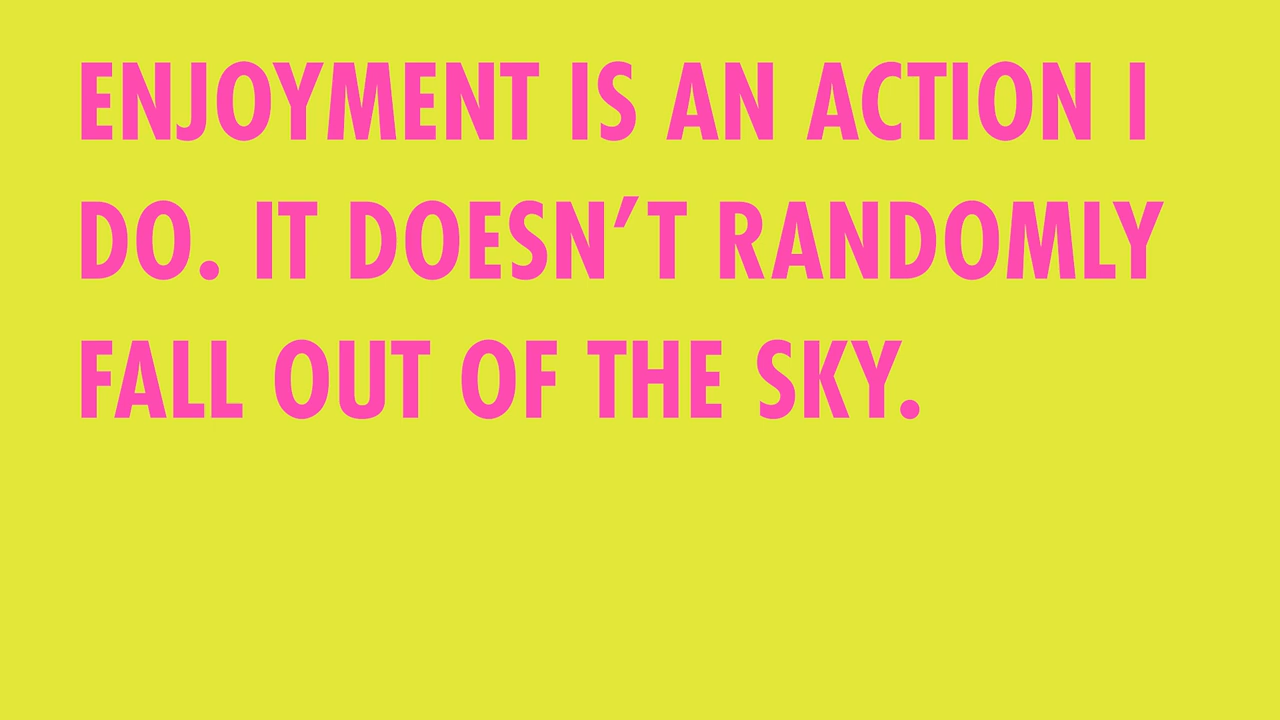 ENJOYMENT IS AN ACTION I
DO. IT DOESN’T RANDOMLY
FALL OUT OF THE SKY.